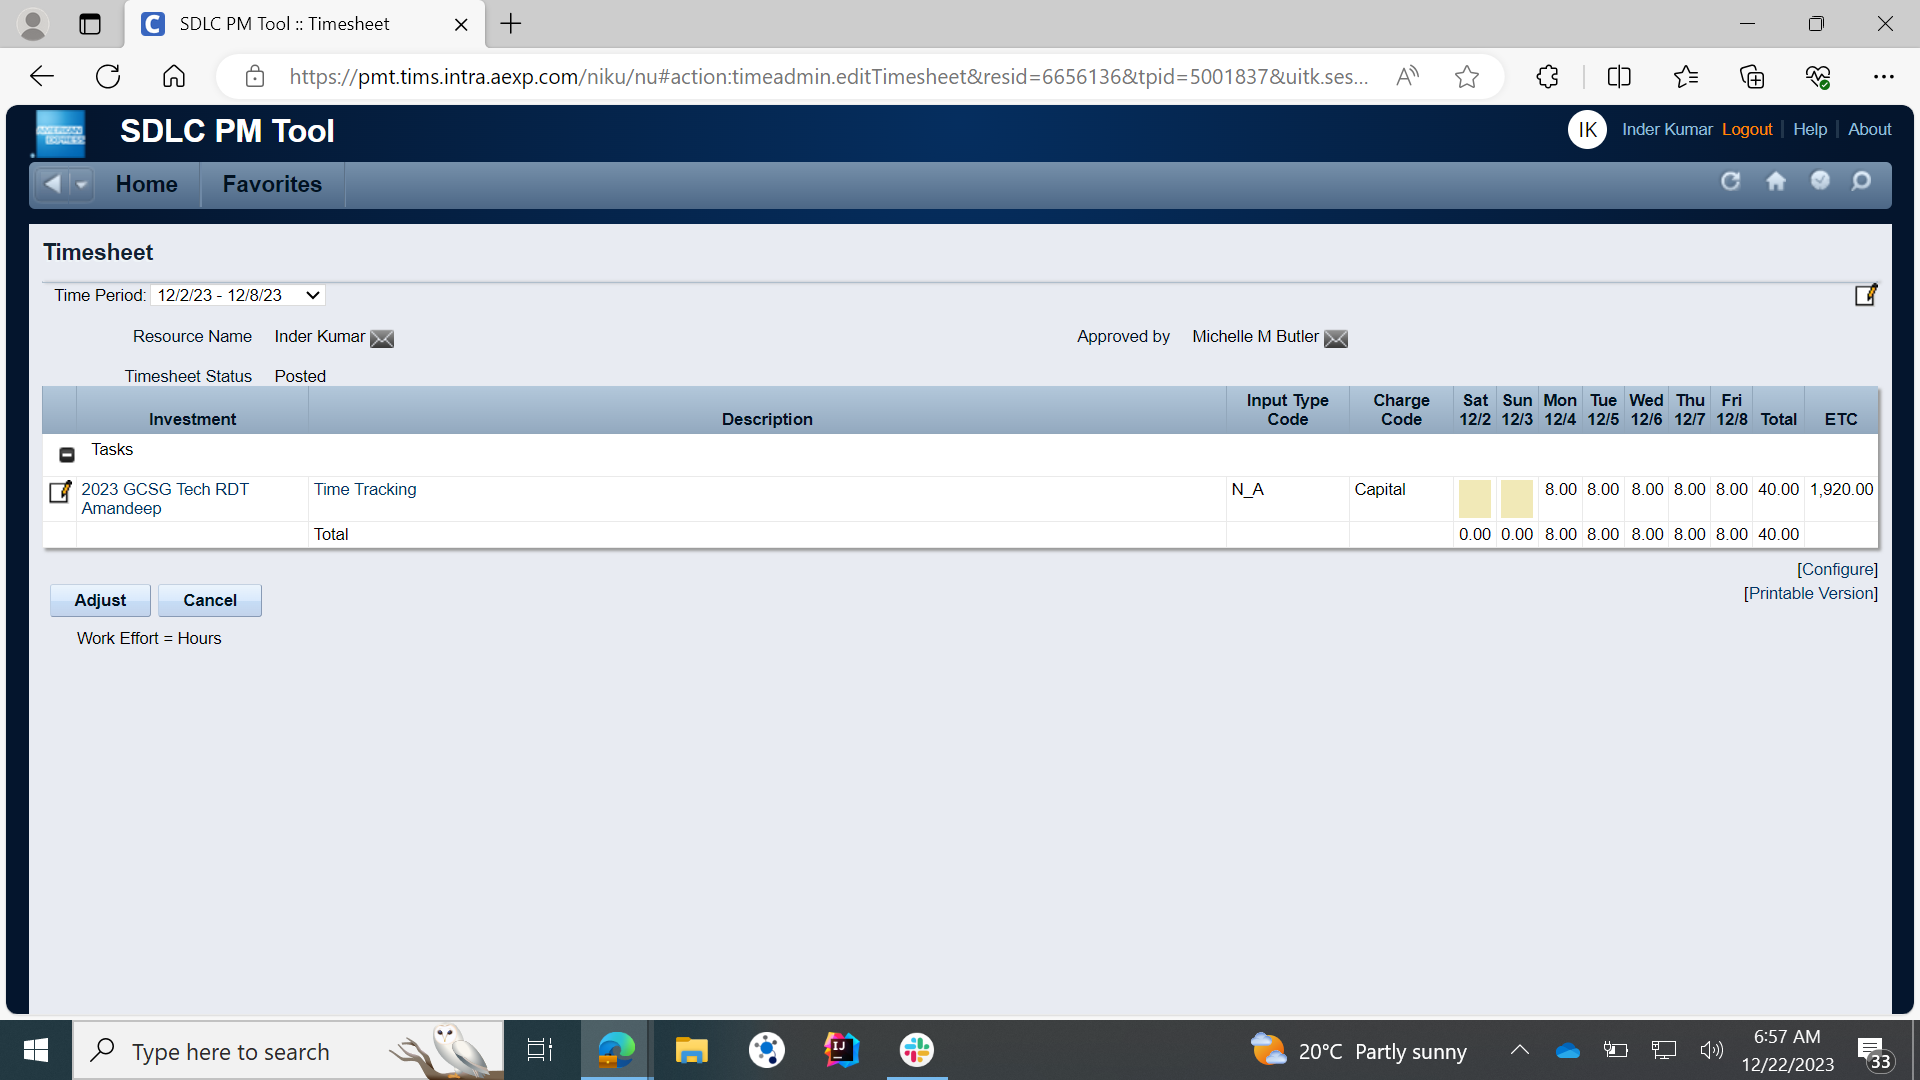 SDLC PM Tool :: Timesheet
https://pmt.tims.intra.aexp.com/niku/nu#action:timeadmin.editTimesheet&resid=6656136&tpid=5001837&uitk.ses...
AMERICAN EXPRESS
SDLC PM Tool
IK Inder Kumar Logout Help About
Home Favorites
Timesheet
Time Period: 12/2/23 - 12/8/23
Resource Name Inder Kumar Approved by Michelle M Butler
Timesheet Status Posted
Investment Description Input Type Code Charge Code Sat 12/2 Sun 12/3 Mon 12/4 Tue 12/5 Wed 12/6 Thu 12/7 Fri 12/8 Total ETC
Tasks
2023 GCSG Tech RDT Amandeep Time Tracking N_A Capital 8.00 8.00 8.00 8.00 8.00 40.00 1,920.00
Total 0.00 0.00 8.00 8.00 8.00 8.00 8.00 40.00
[Configure]
[Printable Version]
Adjust Cancel
Work Effort = Hours
Type here to search
20°C Partly sunny
6:57 AM
12/22/2023
33